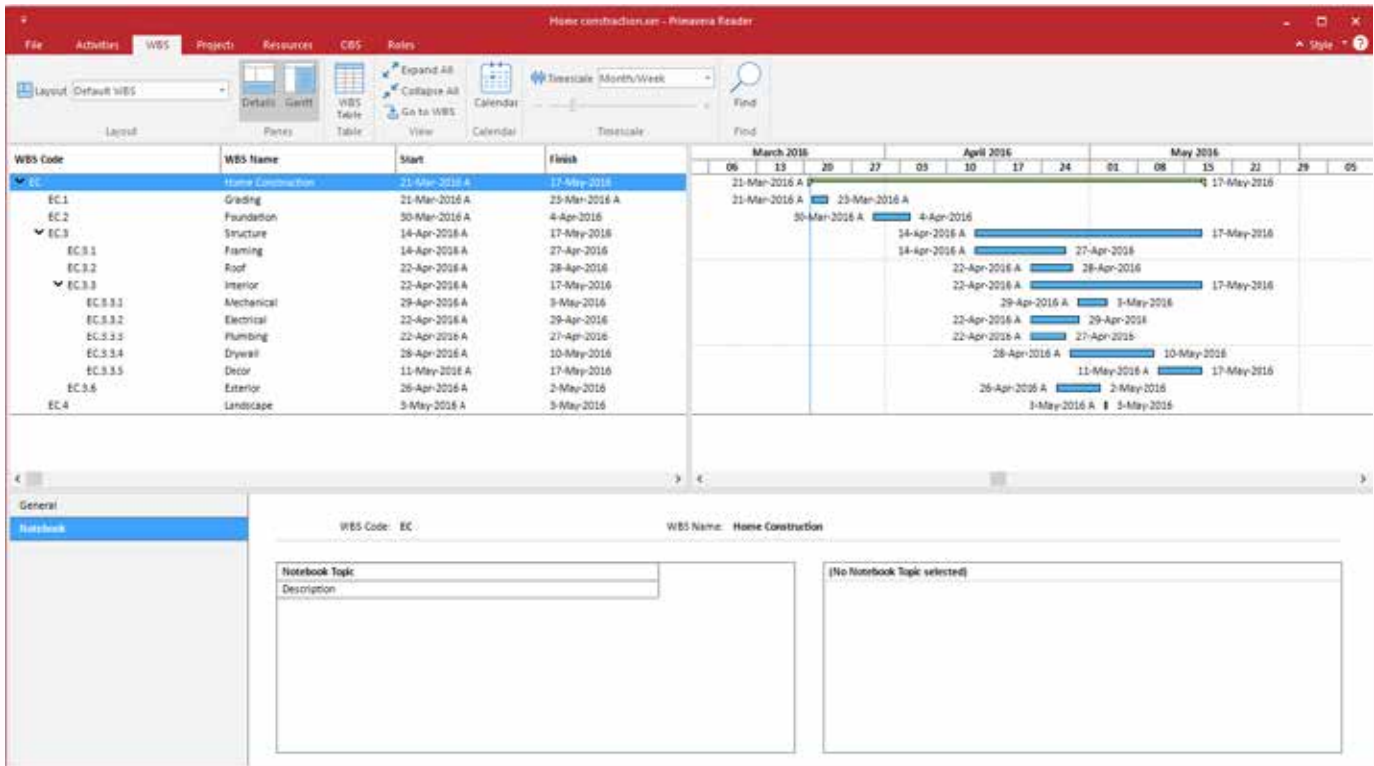 Home constraction.xer - Primavera Reader
File Activities WBS Projects Resources CBS Roles Style
Layout Default WBS
Details Gantt
WBS Table
Expand All
Collapse All
Go to WBS
Calendar
Timescale Month/Week
Find
Layout Panes Table View Calendar Timescale Find
WBS Code WBS Name Start Finish
March 2016 April 2016 May 2016
06 13 20 27 03 10 17 24 01 08 15 22 29 05
EC Home Construction 21-Mar-2016 A 17-May-2016 21-Mar-2016 A 17-May-2016
EC.1 Grading 21-Mar-2016 A 23-Mar-2016 A 21-Mar-2016 A 23-Mar-2016 A
EC.2 Foundation 30-Mar-2016 A 4-Apr-2016 30-Mar-2016 A 4-Apr-2016
EC.3 Structure 14-Apr-2016 A 17-May-2016 14-Apr-2016 A 17-May-2016
EC.3.1 Framing 14-Apr-2016 A 27-Apr-2016 14-Apr-2016 A 27-Apr-2016
EC.3.2 Roof 22-Apr-2016 A 28-Apr-2016 22-Apr-2016 A 28-Apr-2016
EC.3.3 Interior 22-Apr-2016 A 17-May-2016 22-Apr-2016 A 17-May-2016
EC.3.3.1 Mechanical 29-Apr-2016 A 3-May-2016 29-Apr-2016 A 3-May-2016
EC.3.3.2 Electrical 22-Apr-2016 A 29-Apr-2016 22-Apr-2016 A 29-Apr-2016
EC.3.3.3 Plumbing 22-Apr-2016 A 27-Apr-2016 22-Apr-2016 A 27-Apr-2016
EC.3.3.4 Drywall 28-Apr-2016 A 10-May-2016 28-Apr-2016 A 10-May-2016
EC.3.3.5 Decor 11-May-2016 A 17-May-2016 11-May-2016 A 17-May-2016
EC.3.6 Exterior 26-Apr-2016 A 2-May-2016 26-Apr-2016 A 2-May-2016
EC.4 Landscape 3-May-2016 A 3-May-2016 3-May-2016 A 3-May-2016
General
Notebook
WBS Code: EC WBS Name: Home Construction
Notebook Topic
Description
(No Notebook Topic selected)